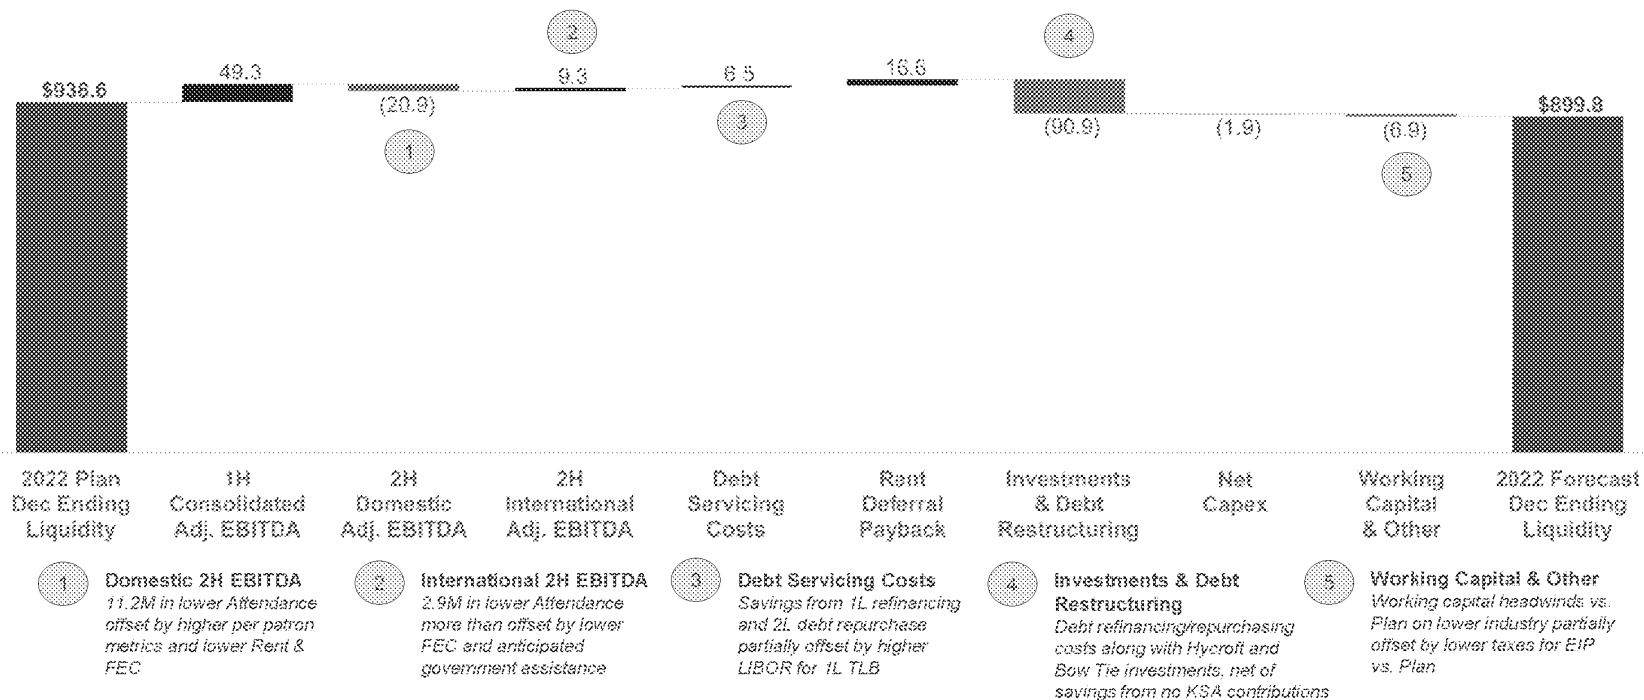 2
4
$938.6
49.3
(20.9)
9.3
6.5
16.6
(90.9)
(1.9)
(6.9)
$899.8
1
3
5
2022 Plan
Dec Ending
Liquidity
1H
Consolidated
Adj. EBITDA
2H
Domestic
Adj. EBITDA
2H
International
Adj. EBITDA
Debt
Servicing
Costs
Rent
Deferral
Payback
Investments
& Debt
Restructuring
Net
Capex
Working
Capital
& Other
2022 Forecast
Dec Ending
Liquidity
1
Domestic 2H EBITDA
11.2M in lower Attendance
offset by higher per patron
metrics and lower Rent &
FEC
2
International 2H EBITDA
2.9M in lower Attendance
more than offset by lower
FEC and anticipated
government assistance
3
Debt Servicing Costs
Savings from 1L refinancing
and 2L debt repurchase
partially offset by higher
LIBOR for 1L TLB
4
Investments & Debt
Restructuring
Debt refinancing/repurchasing
costs along with Hycroft and
Bow Tie investments, net of
savings from no KSA contributions
5
Working Capital & Other
Working capital headwinds vs.
Plan on lower industry partially
offset by lower taxes for EIP
vs. Plan